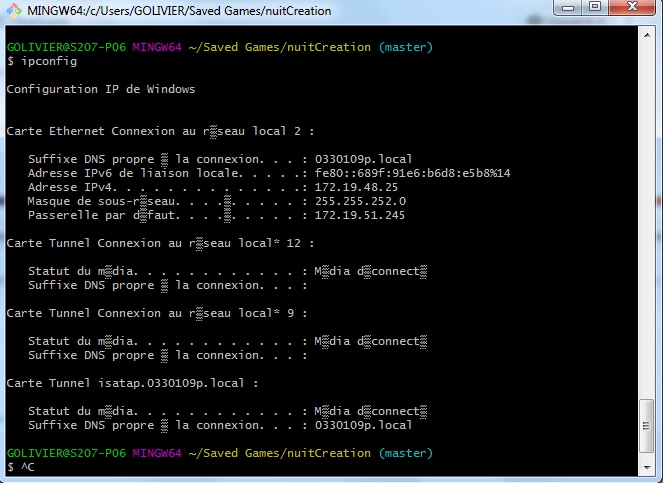 MINGW64:/c/Users/GOLIVIER/Saved Games/nuitCreation
GOLIVIER@S207-P06 MINGW64 ~/Saved Games/nuitCreation (master)
$ ipconfig
Configuration IP de Windows
Carte Ethernet Connexion au r▒seau local 2 :
Suffixe DNS propre ▒ la connexion. . . : 0330109p.local
Adresse IPv6 de liaison locale. . . . .: fe80::689f:91e6:b6d8:e5b8%14
Adresse IPv4. . . . . . . . . . . . . .: 172.19.48.25
Masque de sous-r▒seau. . . .▒. . . . . : 255.255.252.0
Passerelle par d▒faut. . . .▒. . . . . : 172.19.51.245
Carte Tunnel Connexion au r▒seau local* 12 :
Statut du m▒dia. . . . . . . . . . . . : M▒dia d▒connect▒
Suffixe DNS propre ▒ la connexion. . . :
Carte Tunnel Connexion au r▒seau local* 9 :
Statut du m▒dia. . . . . . . . . . . . : M▒dia d▒connect▒
Suffixe DNS propre ▒ la connexion. . . :
Carte Tunnel isatap.0330109p.local :
Statut du m▒dia. . . . . . . . . . . . : M▒dia d▒connect▒
Suffixe DNS propre ▒ la connexion. . . : 0330109p.local
GOLIVIER@S207-P06 MINGW64 ~/Saved Games/nuitCreation (master)
$ ^C